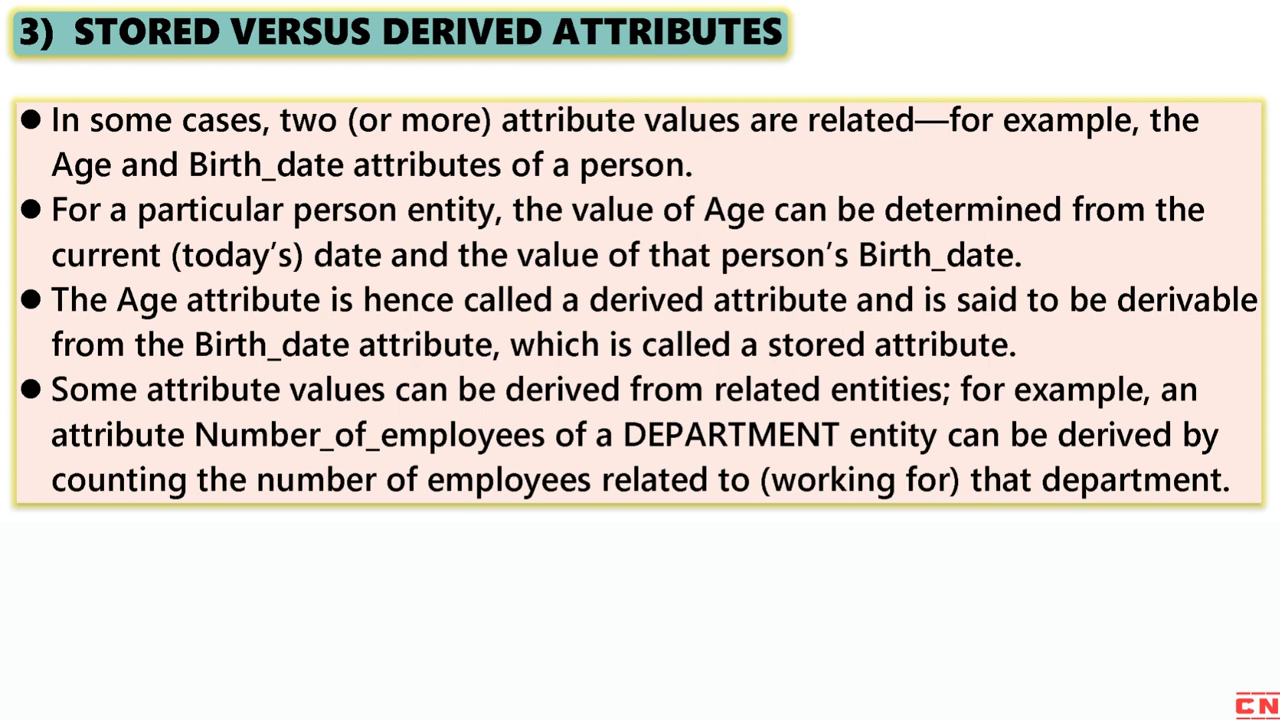 3) STORED VERSUS DERIVED ATTRIBUTES
● In some cases, two (or more) attribute values are related—for example, the
Age and Birth_date attributes of a person.
● For a particular person entity, the value of Age can be determined from the
current (today’s) date and the value of that person’s Birth_date.
● The Age attribute is hence called a derived attribute and is said to be derivable
from the Birth_date attribute, which is called a stored attribute.
● Some attribute values can be derived from related entities; for example, an
attribute Number_of_employees of a DEPARTMENT entity can be derived by
counting the number of employees related to (working for) that department.
CN